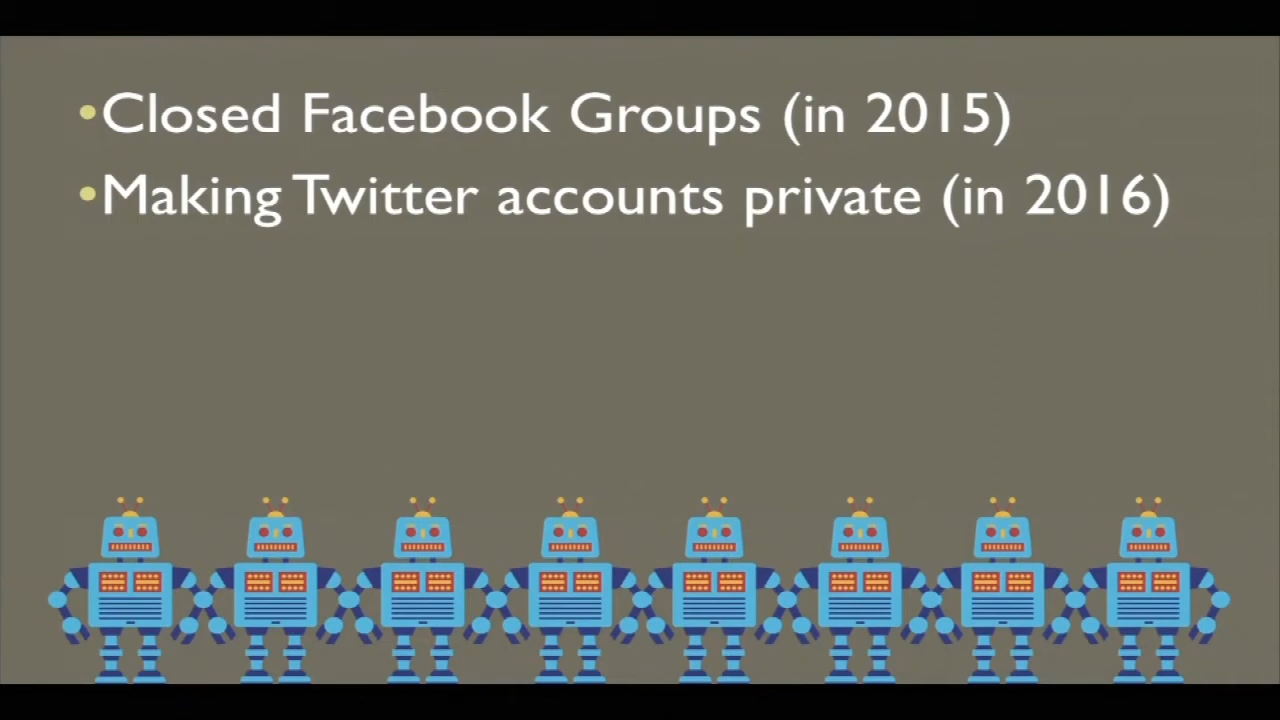 •Closed Facebook Groups (in 2015)
•Making Twitter accounts private (in 2016)